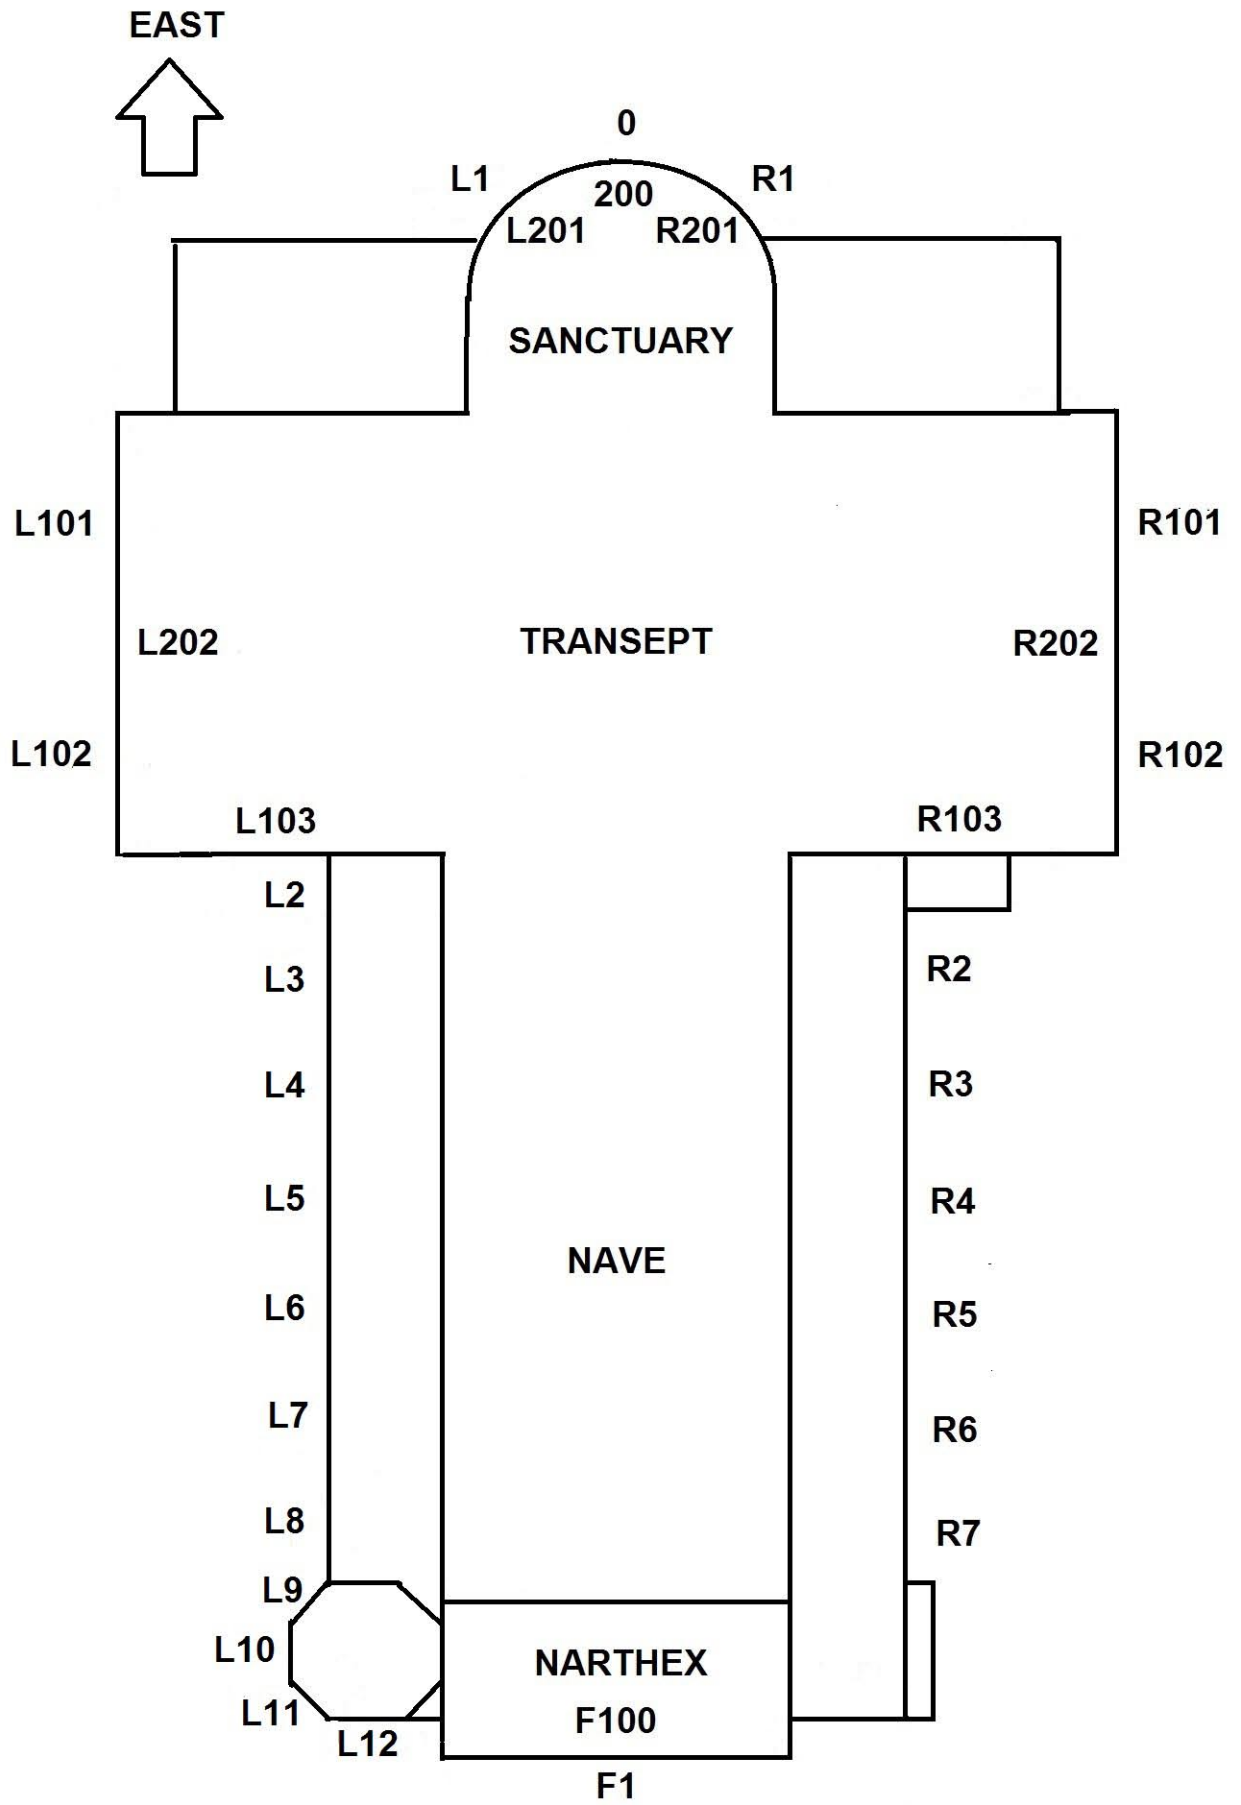 EAST
0
L1
R1
200
L201
R201
SANCTUARY
L101
R101
L202
TRANSEPT
R202
L102
R102
L103
R103
L2
L3
R2
L4
R3
L5
R4
NAVE
L6
R5
L7
R6
L8
R7
L9
L10
NARTHEX
L11
F100
L12
F1